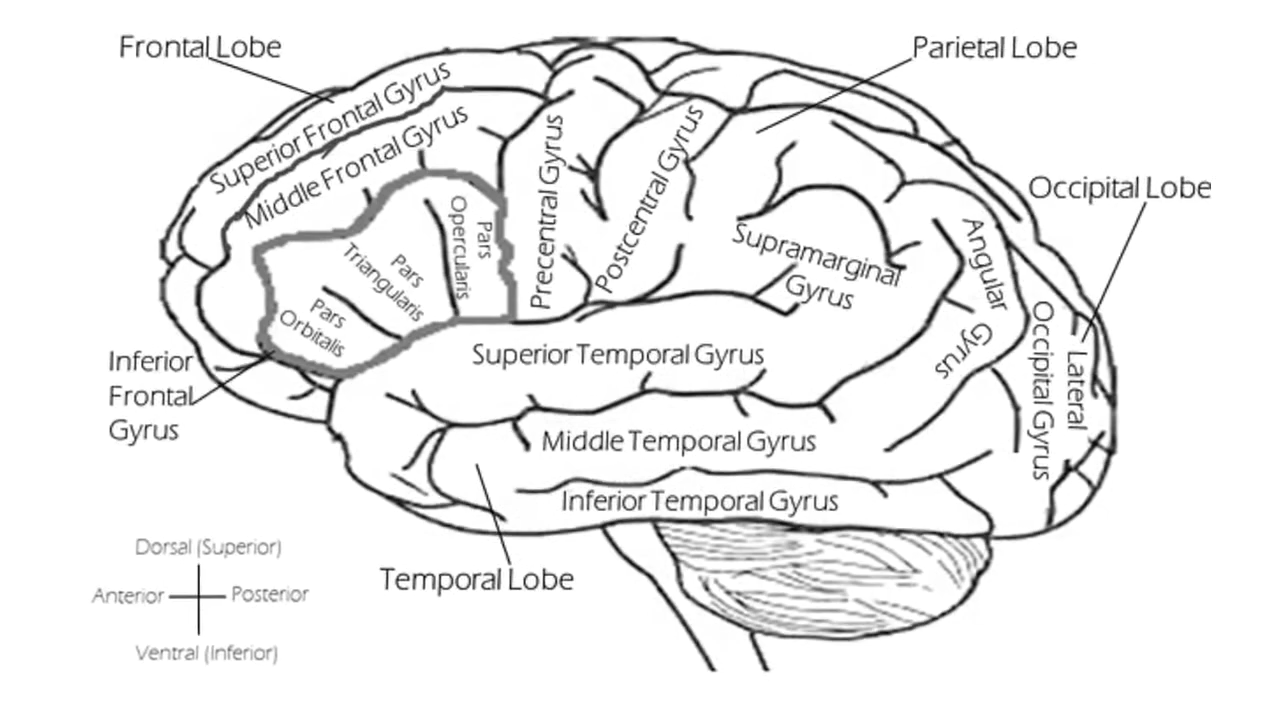 Frontal Lobe
Parietal Lobe
Superior Frontal Gyrus
Middle Frontal Gyrus
Precentral Gyrus
Postcentral Gyrus
Occipital Lobe
Pars
Opercularis
Pars
Triangularis
Pars
Orbitalis
Supramarginal
Gyrus
Angular
Gyrus
Lateral
Occipital Gyrus
Inferior
Frontal
Gyrus
Superior Temporal Gyrus
Middle Temporal Gyrus
Inferior Temporal Gyrus
Temporal Lobe
Dorsal (Superior)
Anterior
Posterior
Ventral (Inferior)